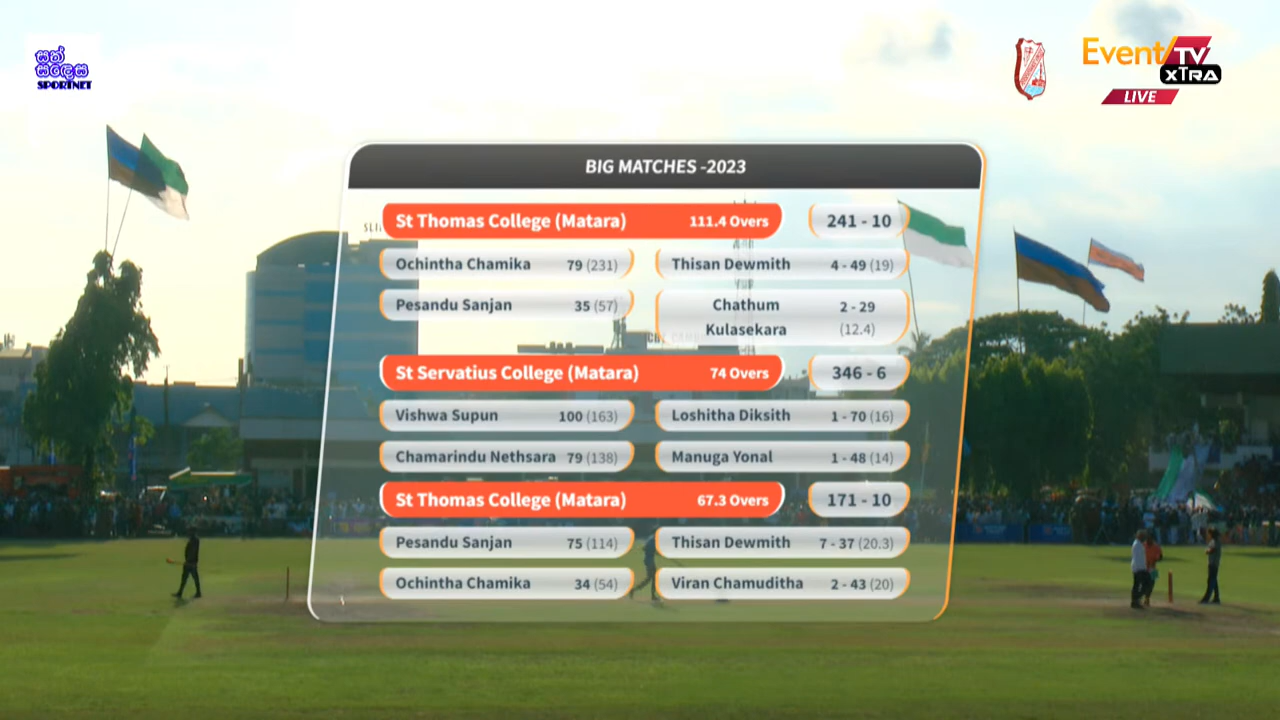 සත්
සඳෙස
SPORTNET
Event TV
XTRA
LIVE
BIG MATCHES -2023
St Thomas College (Matara) 111.4 Overs 241 - 10
Ochintha Chamika 79 (231) Thisan Dewmith 4 - 49 (19)
Pesandu Sanjan 35 (57) Chathum Kulasekara 2 - 29 (12.4)
St Servatius College (Matara) 74 Overs 346 - 6
Vishwa Supun 100 (163) Loshitha Diksith 1 - 70 (16)
Chamarindu Nethsara 79 (138) Manuga Yonal 1 - 48 (14)
St Thomas College (Matara) 67.3 Overs 171 - 10
Pesandu Sanjan 75 (114) Thisan Dewmith 7 - 37 (20.3)
Ochintha Chamika 34 (54) Viran Chamuditha 2 - 43 (20)